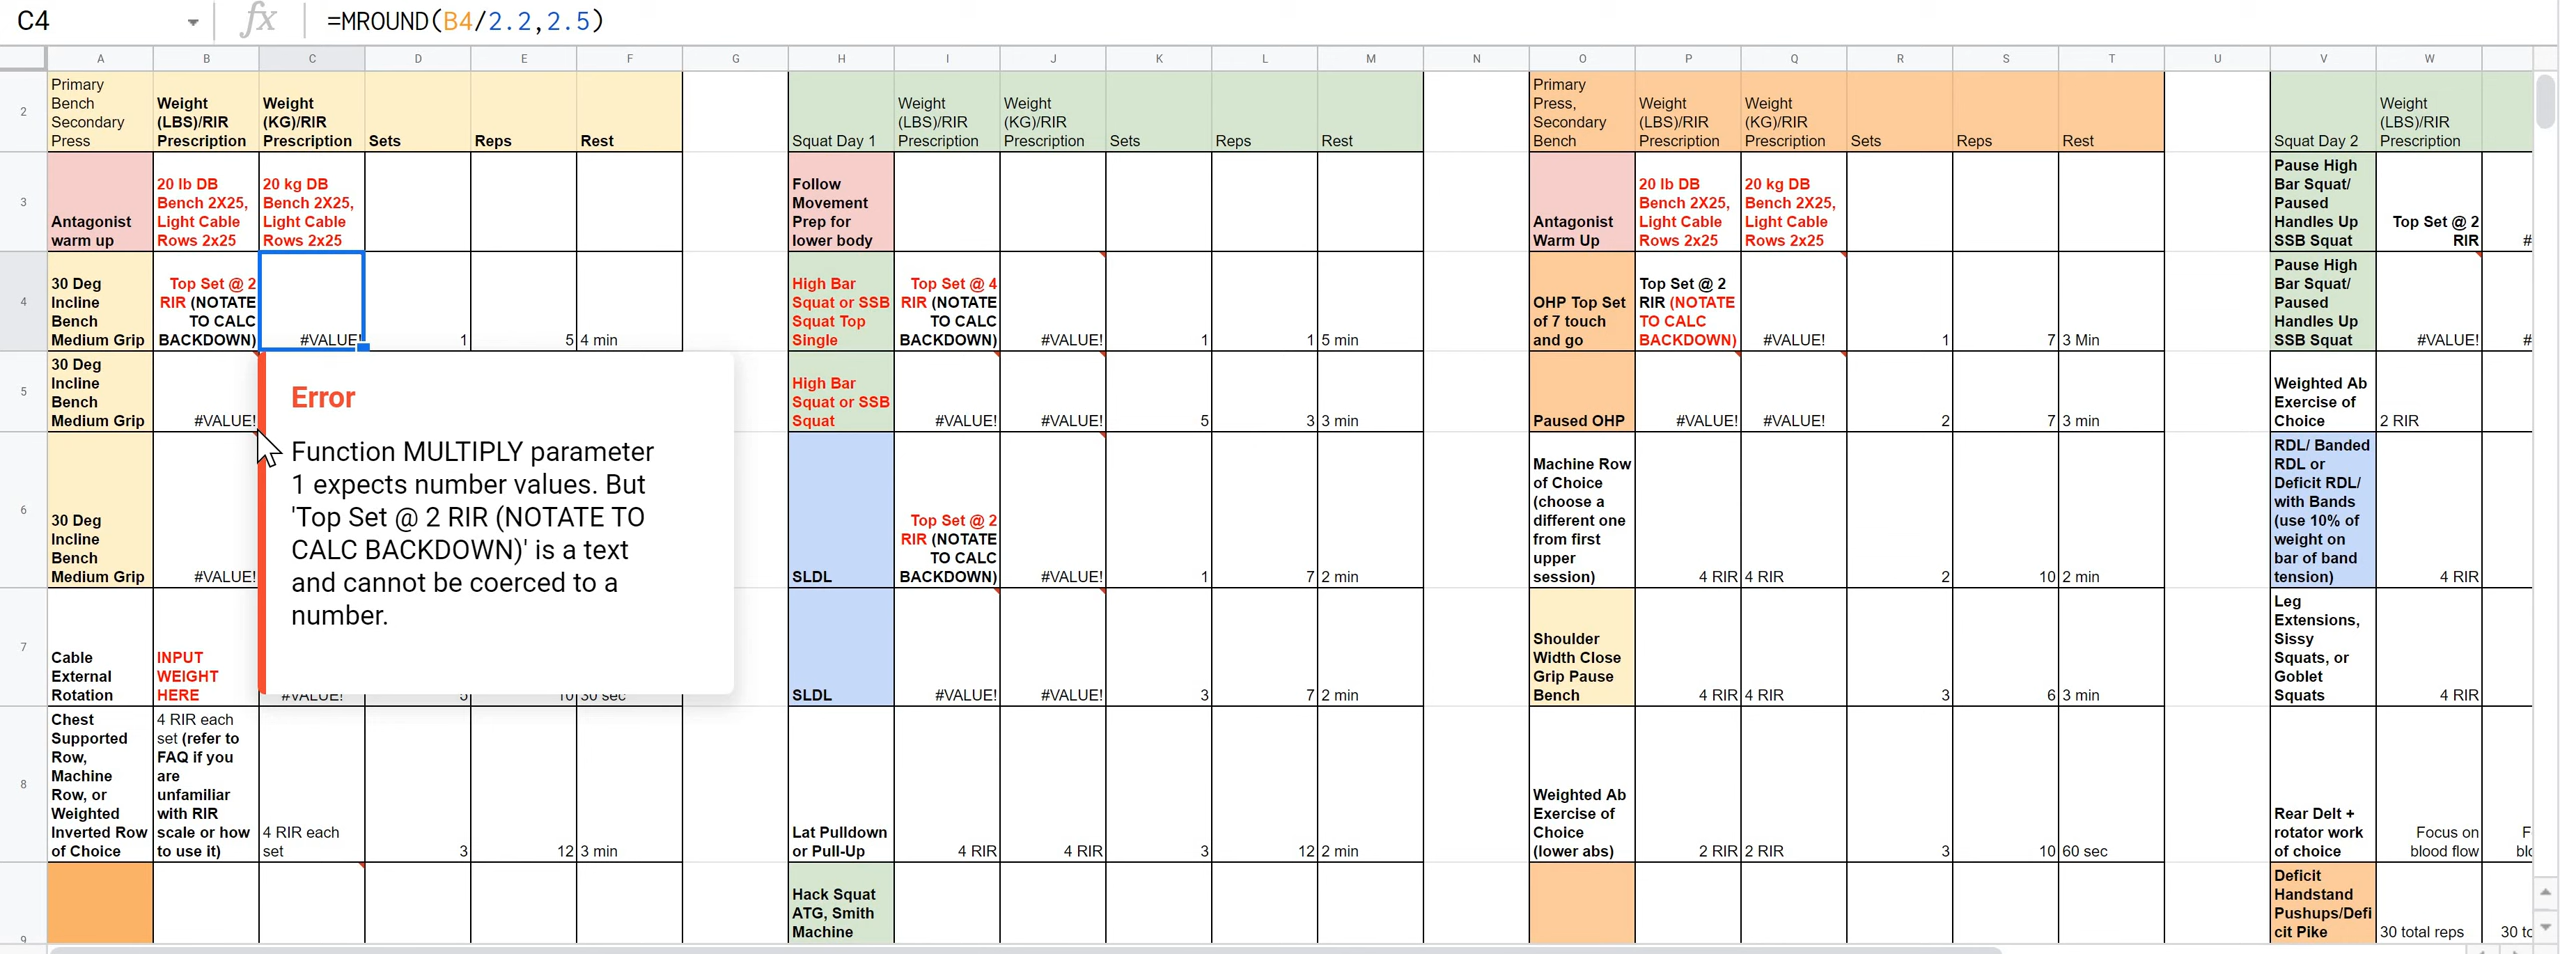 C4
fx
=MROUND(B4/2.2,2.5)
A B C D E F G H I J K L M N O P Q R S T U V W
2
Primary
Bench
Secondary
Press
Weight
(LBS)/RIR
Prescription
Weight
(KG)/RIR
Prescription
Sets
Reps
Rest
Squat Day 1
Weight
(LBS)/RIR
Prescription
Weight
(KG)/RIR
Prescription
Sets
Reps
Rest
Primary
Press,
Secondary
Bench
Weight
(LBS)/RIR
Prescription
Weight
(KG)/RIR
Prescription
Sets
Reps
Rest
Squat Day 2
Weight
(LBS)/RIR
Prescription
3
Antagonist
warm up
20 lb DB
Bench 2X25,
Light Cable
Rows 2x25
20 kg DB
Bench 2X25,
Light Cable
Rows 2x25
Follow
Movement
Prep for
lower body
Antagonist
Warm Up
20 lb DB
Bench 2X25,
Light Cable
Rows 2x25
20 kg DB
Bench 2X25,
Light Cable
Rows 2x25
Pause High
Bar Squat/
Paused
Handles Up
SSB Squat
Top Set @ 2
RIR
#
4
30 Deg
Incline
Bench
Medium Grip
Top Set @ 2
RIR (NOTATE
TO CALC
BACKDOWN)
#VALUE!
1
5
4 min
High Bar
Squat or SSB
Squat Top
Single
Top Set @ 4
RIR (NOTATE
TO CALC
BACKDOWN)
#VALUE!
1
1
5 min
OHP Top Set
of 7 touch
and go
Top Set @ 2
RIR (NOTATE
TO CALC
BACKDOWN)
#VALUE!
1
7
3 Min
Pause High
Bar Squat/
Paused
Handles Up
SSB Squat
#VALUE!
#
5
30 Deg
Incline
Bench
Medium Grip
#VALUE!
Error
Function MULTIPLY parameter
1 expects number values. But
'Top Set @ 2 RIR (NOTATE TO
CALC BACKDOWN)' is a text
and cannot be coerced to a
number.
High Bar
Squat or SSB
Squat
#VALUE!
#VALUE!
5
3
3 min
Paused OHP
#VALUE!
#VALUE!
2
7
3 min
Weighted Ab
Exercise of
Choice
2 RIR
6
30 Deg
Incline
Bench
Medium Grip
#VALUE!
SLDL
Top Set @ 2
RIR (NOTATE
TO CALC
BACKDOWN)
#VALUE!
1
7
2 min
Machine Row
of Choice
(choose a
different one
from first
upper
session)
4 RIR
4 RIR
2
10
2 min
RDL/ Banded
RDL or
Deficit RDL/
with Bands
(use 10% of
weight on
bar of band
tension)
4 RIR
7
Cable
External
Rotation
INPUT
WEIGHT
HERE
#VALUE!
5
10
30 sec
SLDL
#VALUE!
#VALUE!
3
7
2 min
Shoulder
Width Close
Grip Pause
Bench
4 RIR
4 RIR
3
6
3 min
Leg
Extensions,
Sissy
Squats, or
Goblet
Squats
4 RIR
8
Chest
Supported
Row,
Machine
Row, or
Weighted
Inverted Row
of Choice
4 RIR each
set (refer to
FAQ if you
are
unfamiliar
with RIR
scale or how
to use it)
4 RIR each
set
3
12
3 min
Lat Pulldown
or Pull-Up
4 RIR
4 RIR
3
12
2 min
Weighted Ab
Exercise of
Choice
(lower abs)
2 RIR
2 RIR
3
10
60 sec
Rear Delt +
rotator work
of choice
Focus on
blood flow
F
blo
9
Hack Squat
ATG, Smith
Machine
Deficit
Handstand
Pushups/Defi
cit Pike
30 total reps
30 to